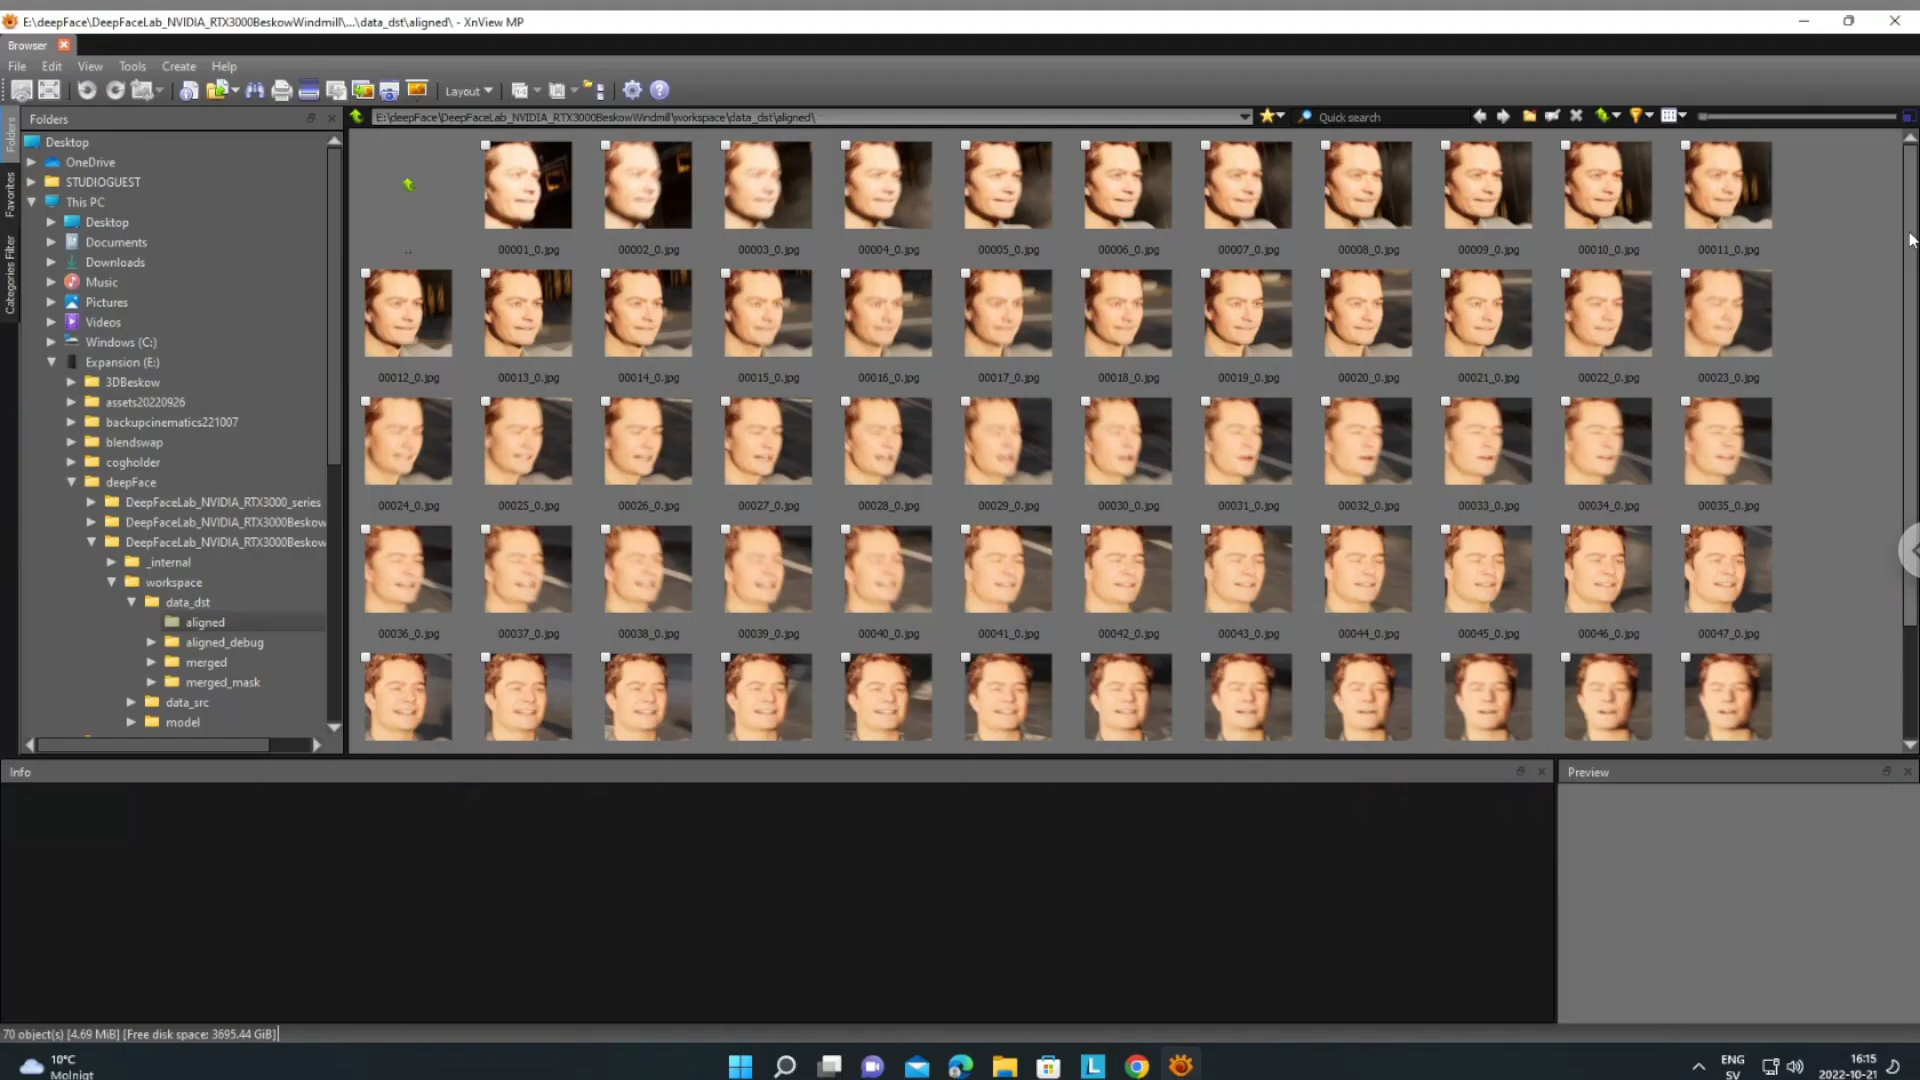 E:\deepFace\DeepFaceLab_NVIDIA_RTX3000BeskowWindmill\...\data_dst\aligned\ - XnView MP
Browser
File Edit View Tools Create Help
Layout
Folders
Favorites
Categories Filter
Folders
Desktop
OneDrive
STUDIOGUEST
This PC
Desktop
Documents
Downloads
Music
Pictures
Videos
Windows (C:)
Expansion (E:)
3DBeskow
assets20220926
backupcinematics221007
blendswap
cogholder
deepFace
DeepFaceLab_NVIDIA_RTX3000_series
DeepFaceLab_NVIDIA_RTX3000Beskow
DeepFaceLab_NVIDIA_RTX3000Beskow
_internal
workspace
data_dst
aligned
aligned_debug
merged
merged_mask
data_src
model
E:\deepFace\DeepFaceLab_NVIDIA_RTX3000BeskowWindmill\workspace\data_dst\aligned\
Quick search
.. 00001_0.jpg 00002_0.jpg 00003_0.jpg 00004_0.jpg 00005_0.jpg 00006_0.jpg 00007_0.jpg 00008_0.jpg 00009_0.jpg 00010_0.jpg 00011_0.jpg
00012_0.jpg 00013_0.jpg 00014_0.jpg 00015_0.jpg 00016_0.jpg 00017_0.jpg 00018_0.jpg 00019_0.jpg 00020_0.jpg 00021_0.jpg 00022_0.jpg 00023_0.jpg
00024_0.jpg 00025_0.jpg 00026_0.jpg 00027_0.jpg 00028_0.jpg 00029_0.jpg 00030_0.jpg 00031_0.jpg 00032_0.jpg 00033_0.jpg 00034_0.jpg 00035_0.jpg
00036_0.jpg 00037_0.jpg 00038_0.jpg 00039_0.jpg 00040_0.jpg 00041_0.jpg 00042_0.jpg 00043_0.jpg 00044_0.jpg 00045_0.jpg 00046_0.jpg 00047_0.jpg
Info
Preview
70 object(s) [4.69 MiB] [Free disk space: 3695.44 GiB]
10°C
Molnigt
ENG
SV
16:15
2022-10-21